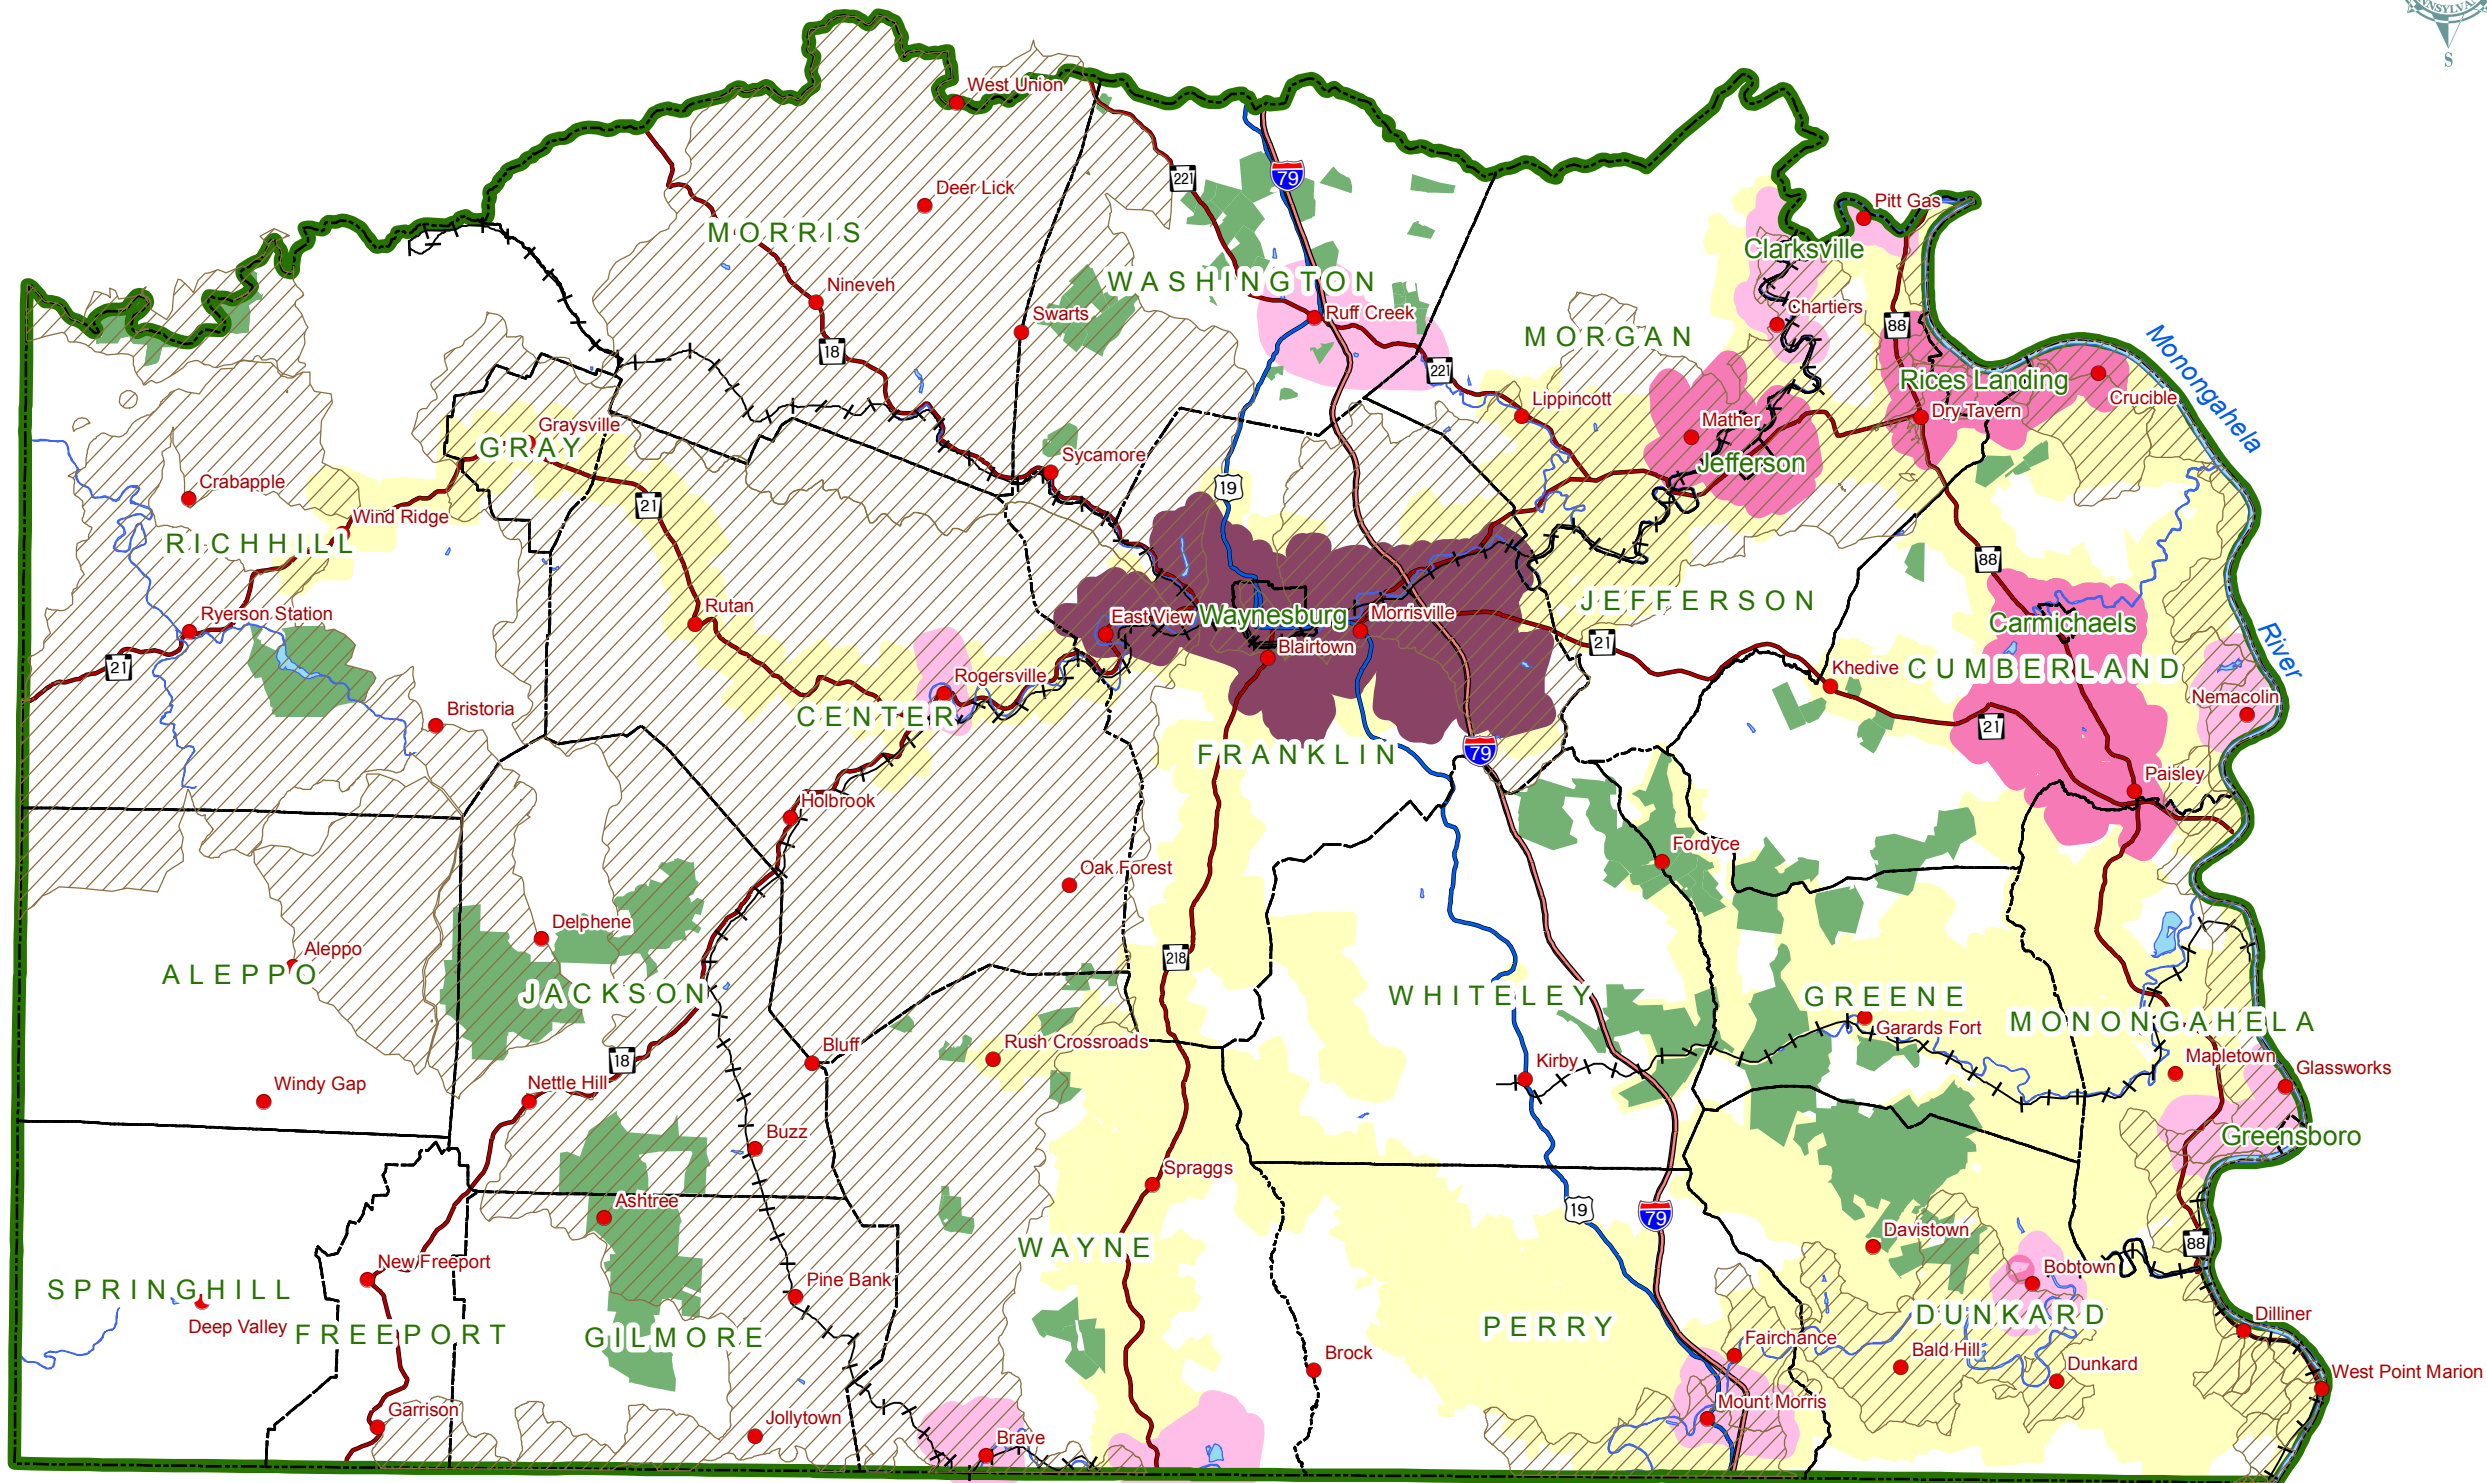 PENNSYLVANIA
S
West Union
Deer Lick
221
79
MORRIS
Pitt Gas
Clarksville
WASHINGTON
Nineveh
Swarts
Ruff Creek
Chartiers
88
MORGAN
18
221
Monongahela
River
Rices Landing
Crucible
Lippincott
Dry Tavern
Mather
Graysville
GRAY
Sycamore
Jefferson
Crabapple
19
21
Wind Ridge
RICHHILL
88
Ryerson Station
Rutan
East View
Waynesburg
Morrisville
JEFFERSON
Carmichaels
21
Blairtown
21
Khedive
CUMBERLAND
Rogersville
Nemacolin
Bristoria
CENTER
21
FRANKLIN
79
Paisley
Holbrook
Fordyce
Oak Forest
Delphene
Aleppo
ALEPPO
218
JACKSON
WHITELEY
GREENE
MONONGAHELA
Garards Fort
Bluff
Rush Crossroads
Kirby
Mapletown
Glassworks
18
Windy Gap
Nettle Hill
Buzz
Greensboro
Spraggs
Ashtree
19
79
Davistown
88
WAYNE
New Freeport
Bobtown
SPRINGHILL
Pine Bank
Deep Valley
FREEPORT
GILMORE
PERRY
DUNKARD
Dilliner
Fairchance
Bald Hill
Brock
Dunkard
West Point Marion
Garrison
Jollytown
Mount Morris
Brave